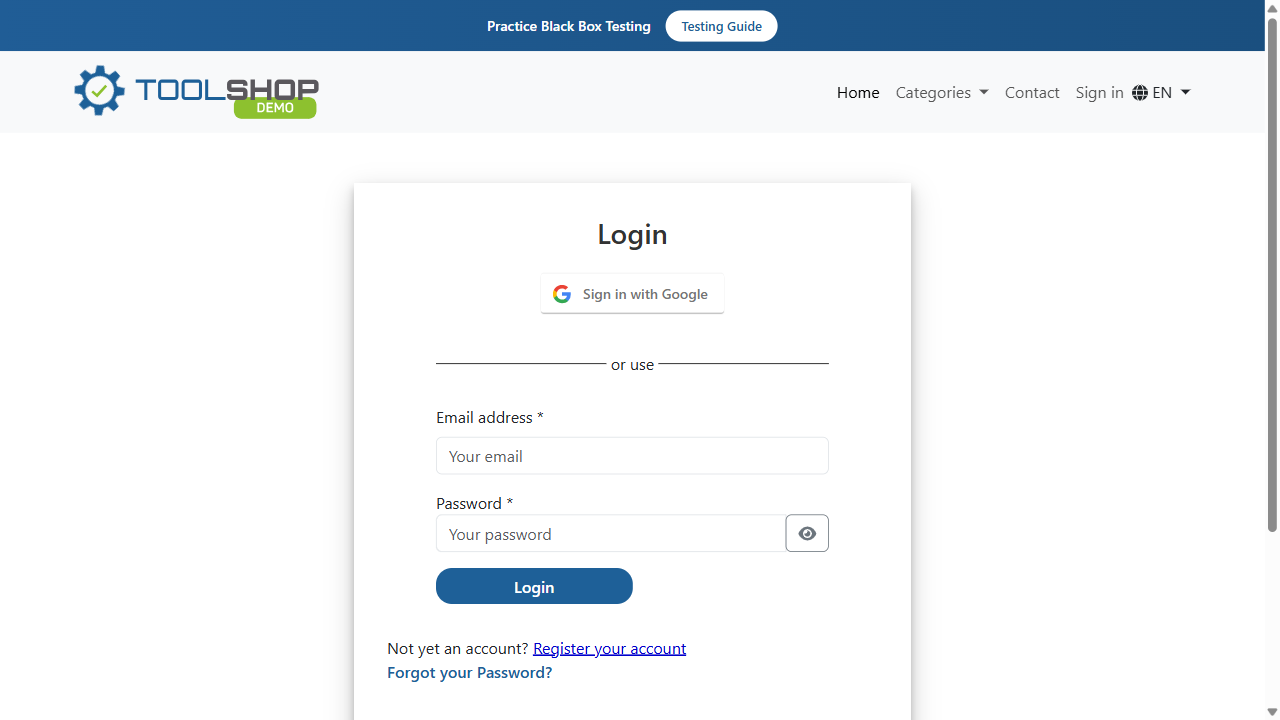 Practice Black Box Testing Testing Guide
TOOLSHOP
DEMO
Home Categories Contact Sign in EN
Login
Sign in with Google
or use
Email address *
Your email
Password *
Your password
Login
Not yet an account? Register your account
Forgot your Password?